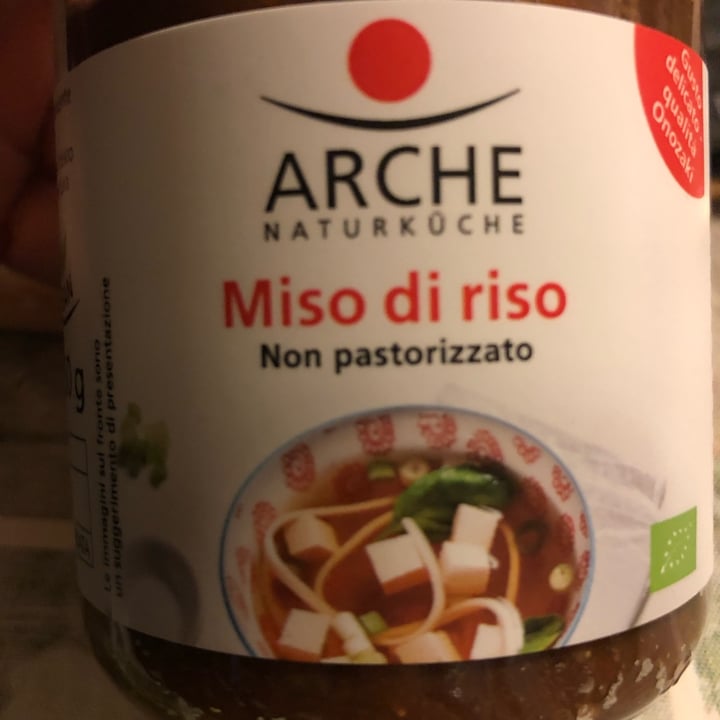 ARCHE
NATURKÜCHE
Miso di riso
Non pastorizzato
Gusto
delicato -
qualità
Onozaki
Le immagini sul fronte sono
un suggerimento di presentazione
g